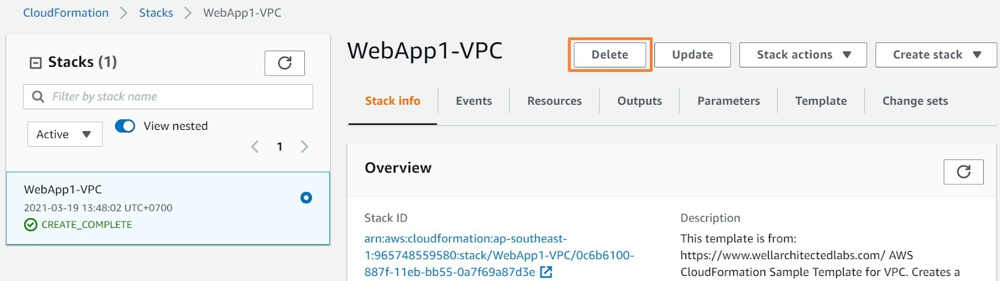 CloudFormation > Stacks > WebApp1-VPC
Stacks (1)
Filter by stack name
Active
View nested
1
WebApp1-VPC
2021-03-19 13:48:02 UTC+0700
CREATE_COMPLETE
WebApp1-VPC
Delete
Update
Stack actions
Create stack
Stack info
Events
Resources
Outputs
Parameters
Template
Change sets
Overview
Stack ID
arn:aws:cloudformation:ap-southeast-
1:965748559580:stack/WebApp1-VPC/0c6b6100-
887f-11eb-bb55-0a7f69a87d3e
Description
This template is from:
https://www.wellarchitectedlabs.com/ AWS
CloudFormation Sample Template for VPC. Creates a